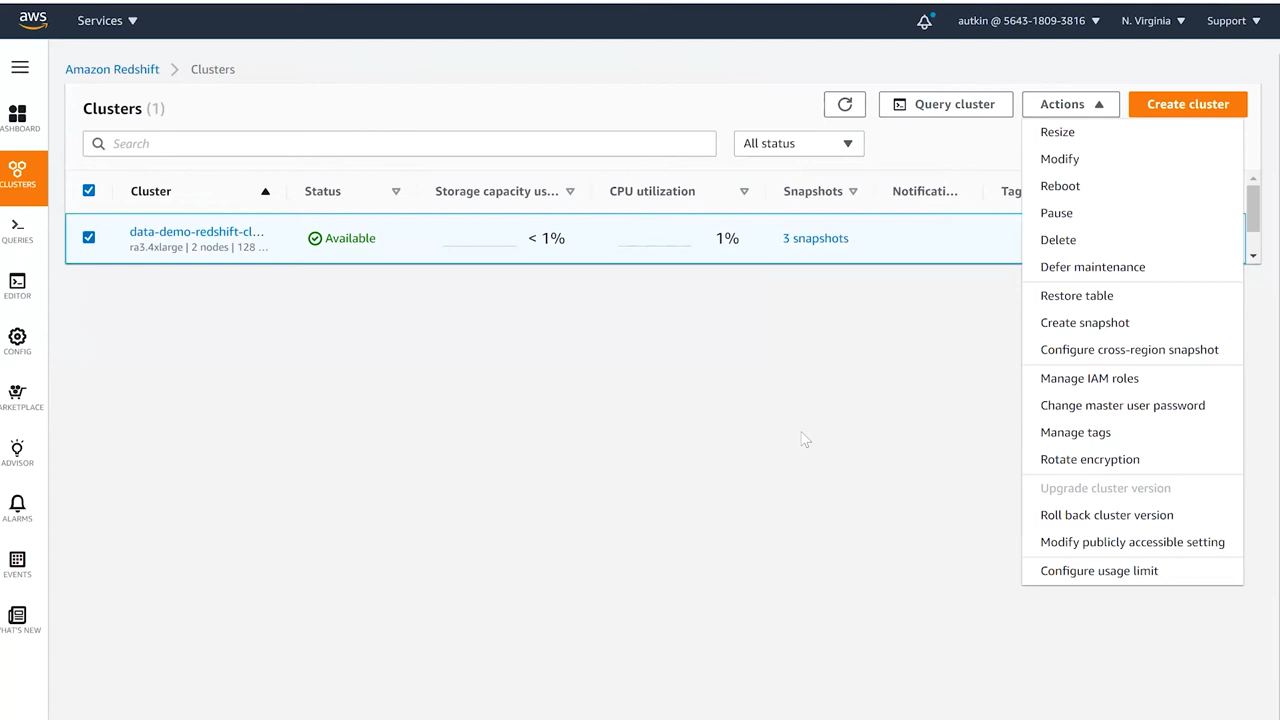 aws
Services
autkin @ 5643-1809-3816
N. Virginia
Support
Amazon Redshift
Clusters
Clusters (1)
Query cluster
Actions
Create cluster
Search
All status
Cluster
Status
Storage capacity us...
CPU utilization
Snapshots
Notificati...
Tag
data-demo-redshift-cl...
ra3.4xlarge | 2 nodes | 128 ...
Available
< 1%
1%
3 snapshots
Resize
Modify
Reboot
Pause
Delete
Defer maintenance
Restore table
Create snapshot
Configure cross-region snapshot
Manage IAM roles
Change master user password
Manage tags
Rotate encryption
Upgrade cluster version
Roll back cluster version
Modify publicly accessible setting
Configure usage limit
ASHBOARD
CLUSTERS
QUERIES
EDITOR
CONFIG
ARKETPLACE
ADVISOR
ALARMS
EVENTS
HAT'S NEW